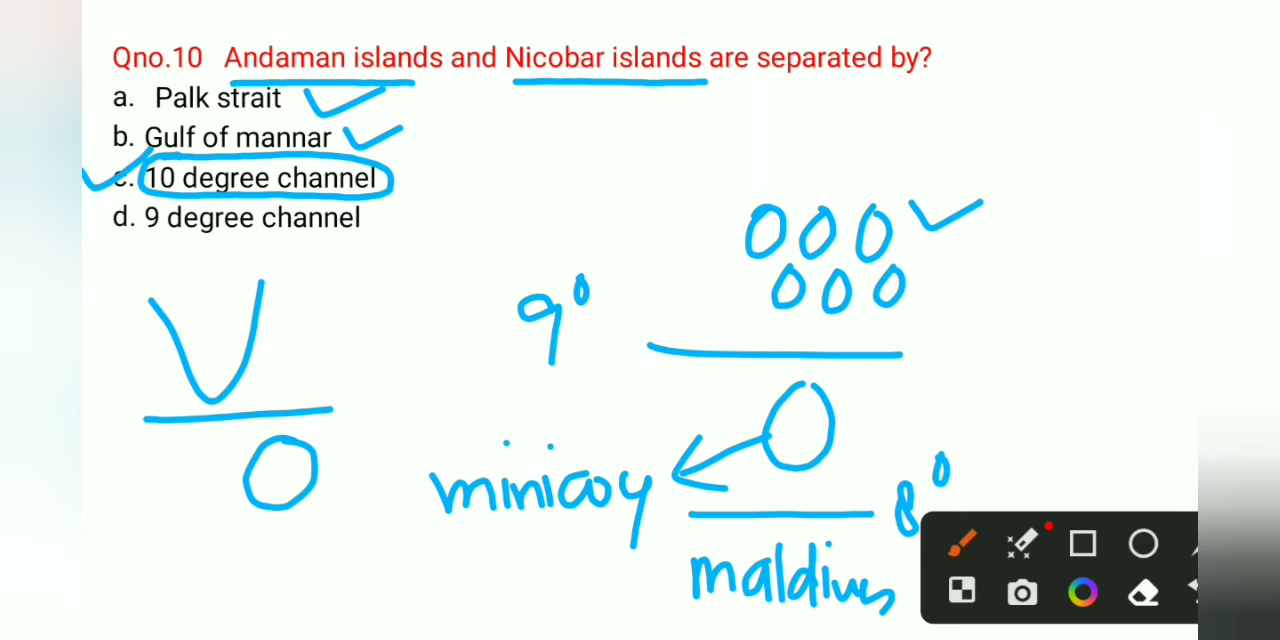 Qno.10 Andaman islands and Nicobar islands are separated by?
a. Palk strait
b. Gulf of mannar
c. 10 degree channel
d. 9 degree channel
9°
minicoy
8°
maldives